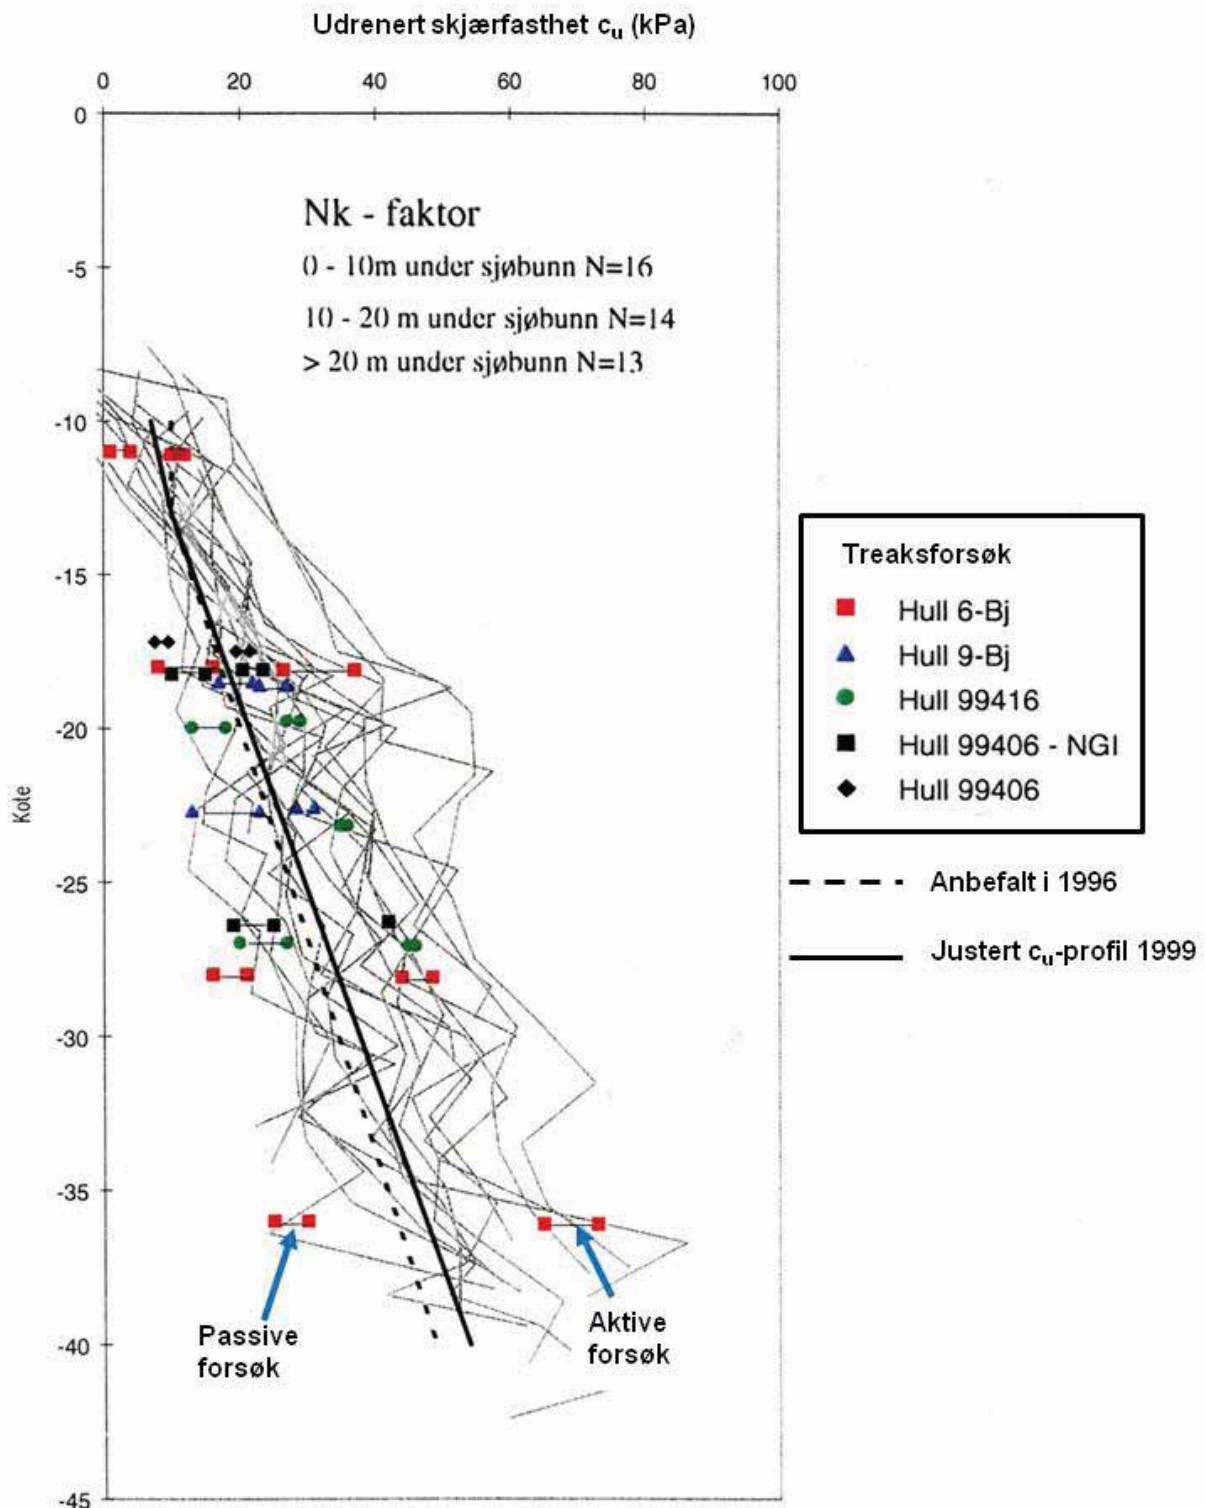 Udrenert skjærfasthet cu (kPa)
0 20 40 60 80 100
0
-5
-10
-15
-20
-25
-30
-35
-40
-45
Kote
Nk - faktor
0 - 10m under sjøbunn N=16
10 - 20 m under sjøbunn N=14
> 20 m under sjøbunn N=13
Treaksforsøk
Hull 6-Bj
Hull 9-Bj
Hull 99416
Hull 99406 - NGI
Hull 99406
Anbefalt i 1996
Justert cu-profil 1999
Passive
forsøk
Aktive
forsøk